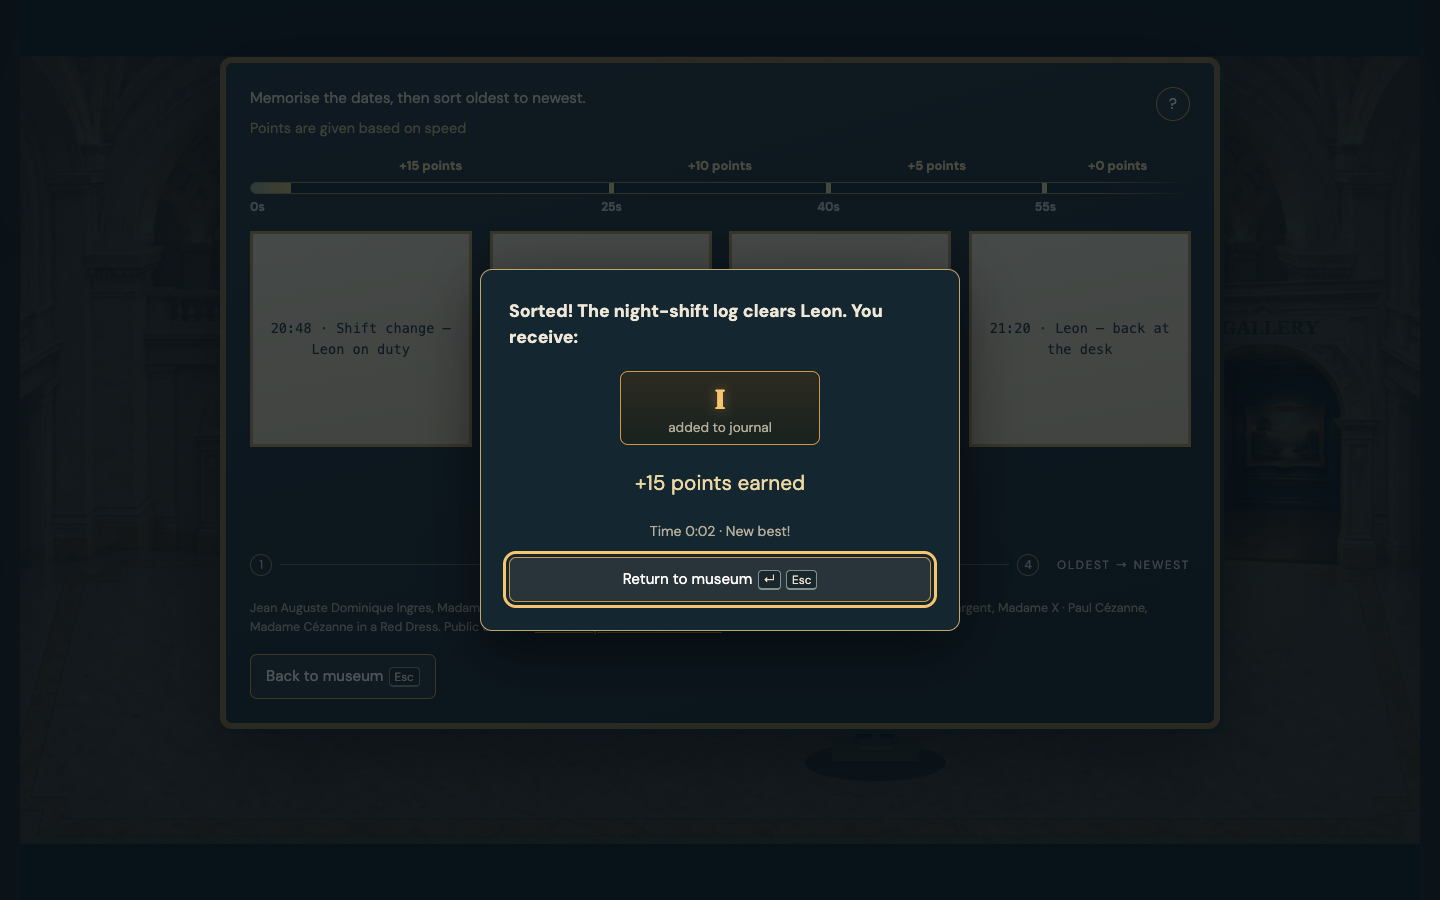 Memorise the dates, then sort oldest to newest.
?
Points are given based on speed
+15 points
+10 points
+5 points
+0 points
0s
25s
40s
55s
20:48 · Shift change —
Leon on duty
21:20 · Leon — back at
the desk
GALLERY
Sorted! The night-shift log clears Leon. You
receive:
I
added to journal
+15 points earned
Time 0:02 · New best!
Return to museum ↵ Esc
1
4
OLDEST → NEWEST
Jean Auguste Dominique Ingres, Madam
rgent, Madame X · Paul Cézanne,
Madame Cézanne in a Red Dress. Public
Back to museum Esc